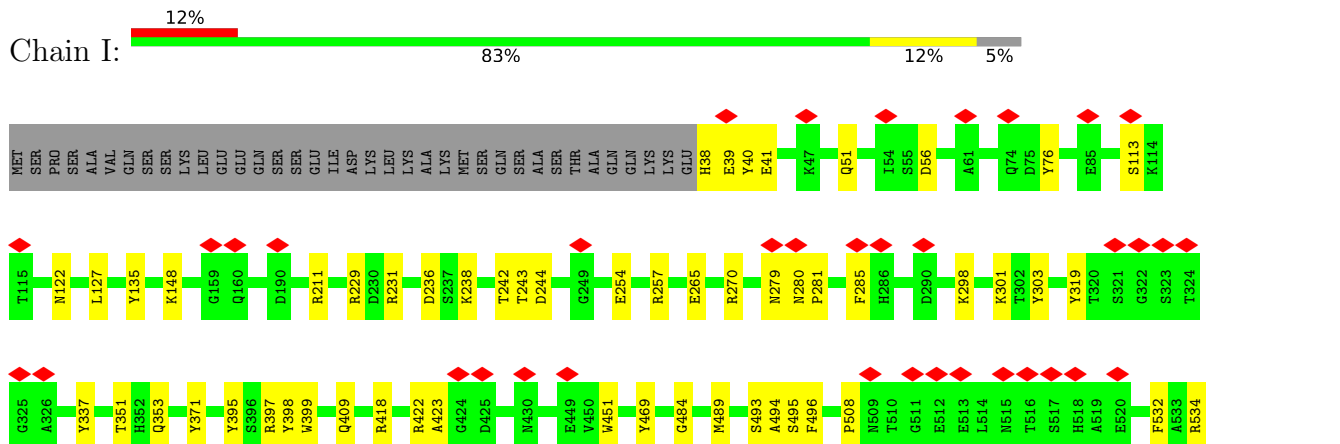 12%
Chain I:
83% 12% 5%
MET SER PRO SER ALA VAL GLN SER SER LYS LEU GLU GLU GLN SER SER GLU ILE ASP LYS LEU LYS ALA LYS MET SER GLN SER ALA SER THR ALA GLN GLN LYS LYS GLU H38 E39 Y40 E41 K47 Q51 I54 S55 D56 A61 Q74 D75 Y76 E85 S113 K114
T115 N122 L127 Y135 K148 G159 Q160 D190 R211 R229 D230 R231 D236 S237 K238 T242 T243 D244 G249 E254 R257 E265 R270 N279 N280 P281 F285 H286 D290 K298 K301 T302 Y303 Y319 T320 S321 G322 S323 T324
G325 A326 Y337 T351 H352 Q353 Y371 Y395 S396 R397 Y398 W399 Q409 R418 R422 A423 G424 D425 N430 E449 V450 W451 Y469 G484 M489 S493 A494 S495 F496 P508 N509 T510 G511 E512 E513 L514 N515 T516 S517 H518 A519 E520 F532 A533 R534